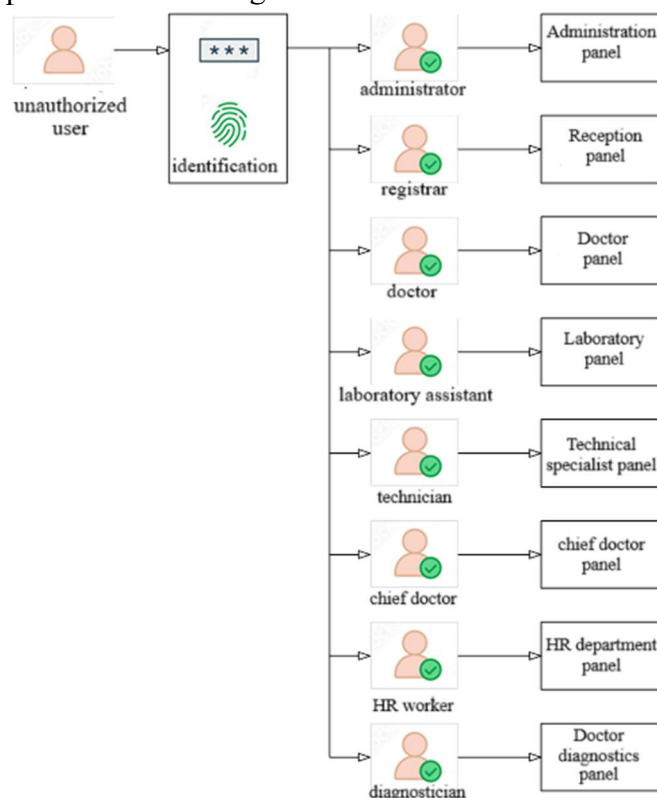 unauthorized
user
***
identification
administrator
Administration
panel
registrar
Reception
panel
doctor
Doctor
panel
laboratory assistant
Laboratory
panel
technician
Technical
specialist panel
chief doctor
chief doctor
panel
HR worker
HR department
panel
diagnostician
Doctor
diagnostics
panel